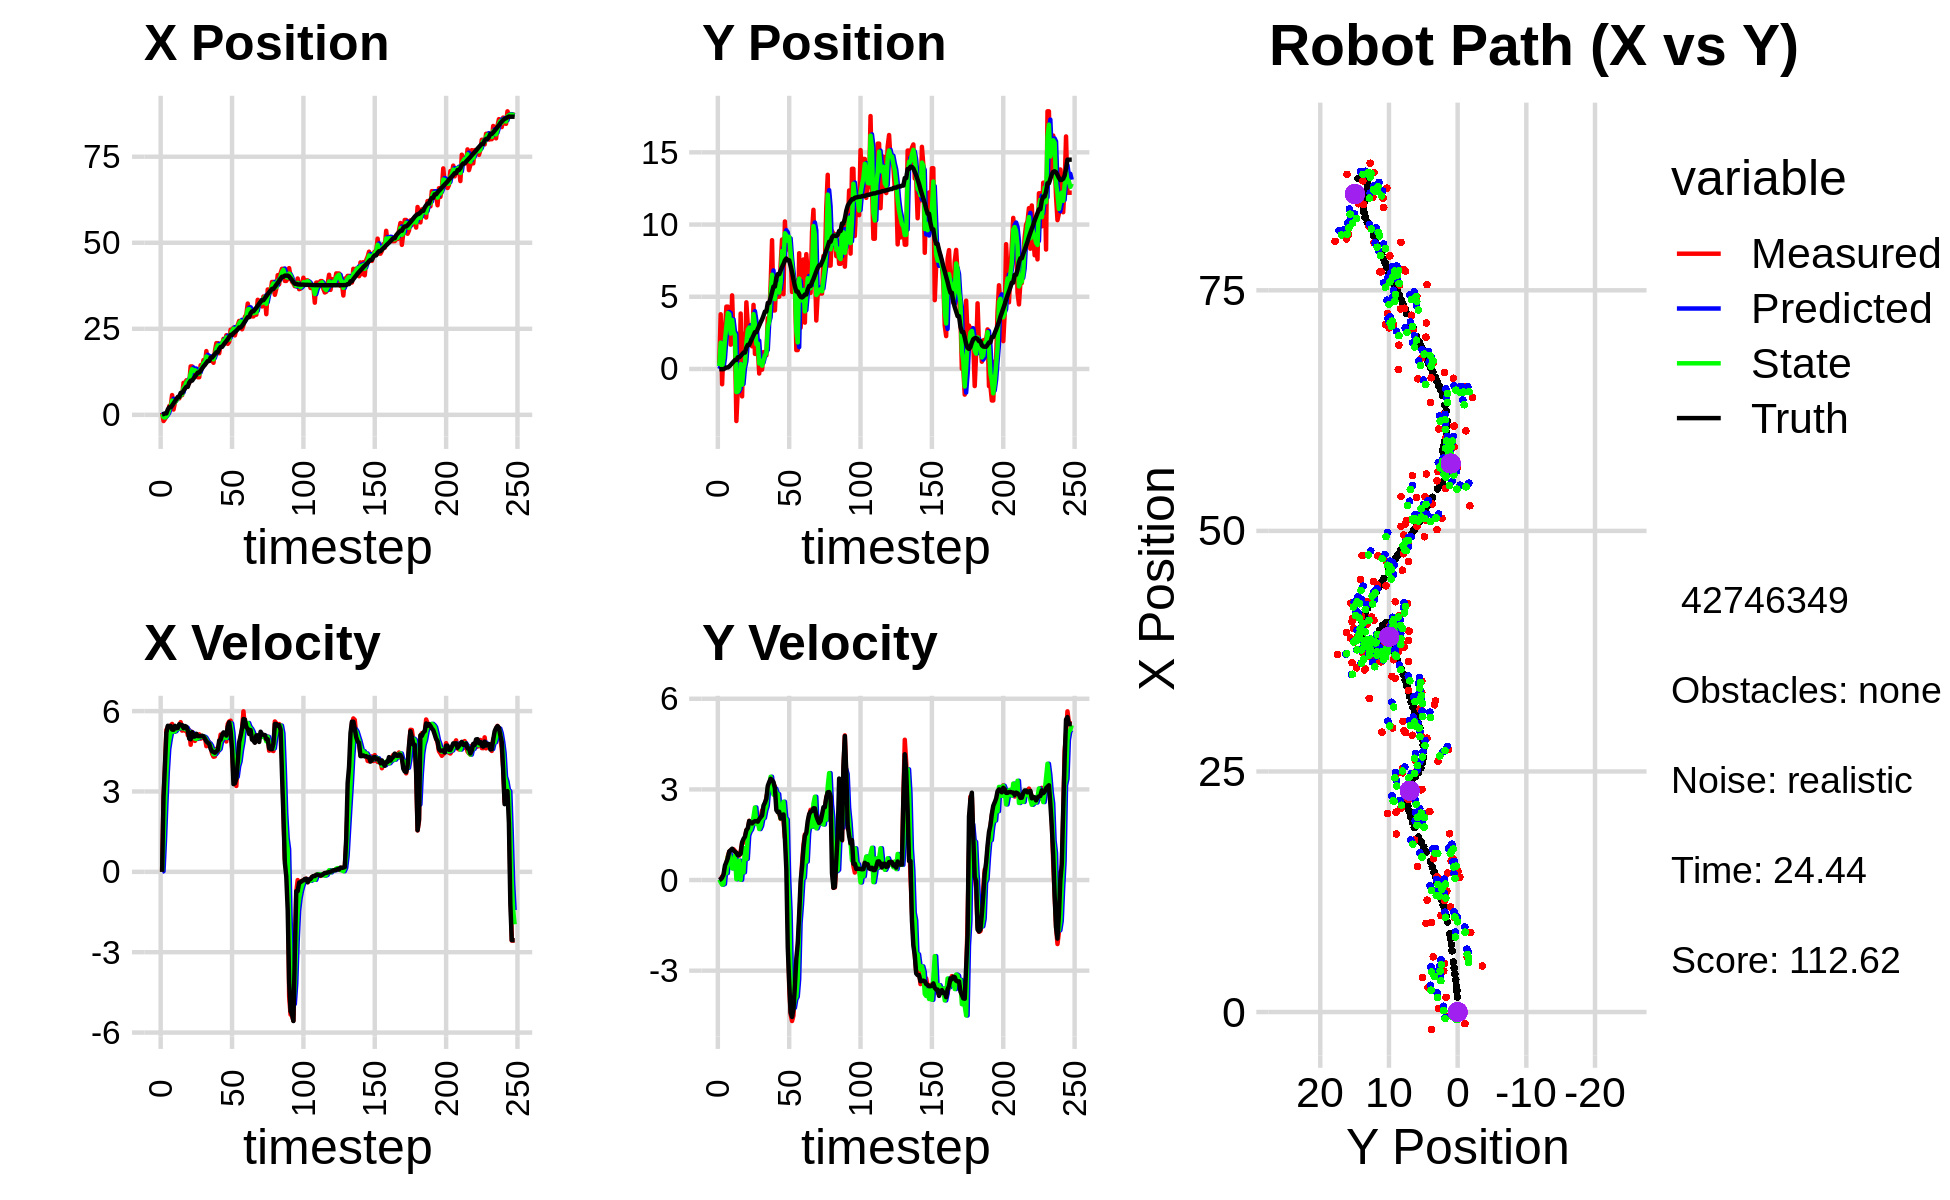 X Position
75
50
25
0
0
50
100
150
200
250
timestep
Y Position
15
10
5
0
0
50
100
150
200
250
timestep
X Velocity
6
3
0
-3
-6
0
50
100
150
200
250
timestep
Y Velocity
6
3
0
-3
0
50
100
150
200
250
timestep
Robot Path (X vs Y)
X Position
75
50
25
0
20 10 0 -10 -20
Y Position
variable
Measured
Predicted
State
Truth
42746349
Obstacles: none
Noise: realistic
Time: 24.44
Score: 112.62